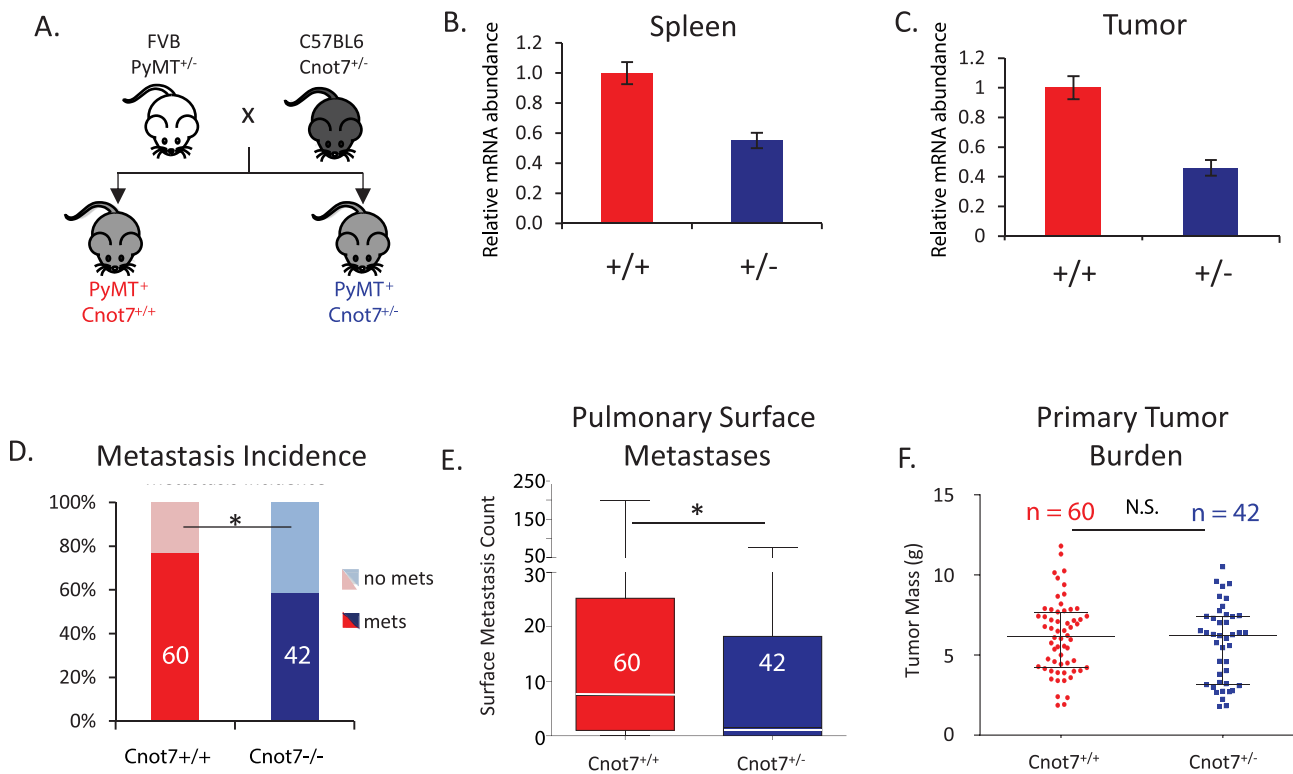 A.
FVB
PyMT+/-
C57BL6
Cnot7+/-
X
PyMT+
Cnot7+/+
PyMT+
Cnot7+/-
B.
Spleen
Relative mRNA abundance
1.2
1.0
0.8
0.6
0.4
0.2
0.0
+/+
+/-
C.
Tumor
Relative mRNA abundance
1.2
1
0.8
0.6
0.4
0.2
0
+/+
+/-
D.
Metastasis Incidence
100%
80%
60%
40%
20%
0%
*
60
42
no mets
mets
Cnot7+/+
Cnot7-/-
E.
Pulmonary Surface
Metastases
Surface Metastasis Count
250
150
50
30
20
10
0
*
60
42
Cnot7+/+
Cnot7+/-
F.
Primary Tumor
Burden
Tumor Mass (g)
15
10
5
0
n = 60
N.S.
n = 42
Cnot7+/+
Cnot7+/-